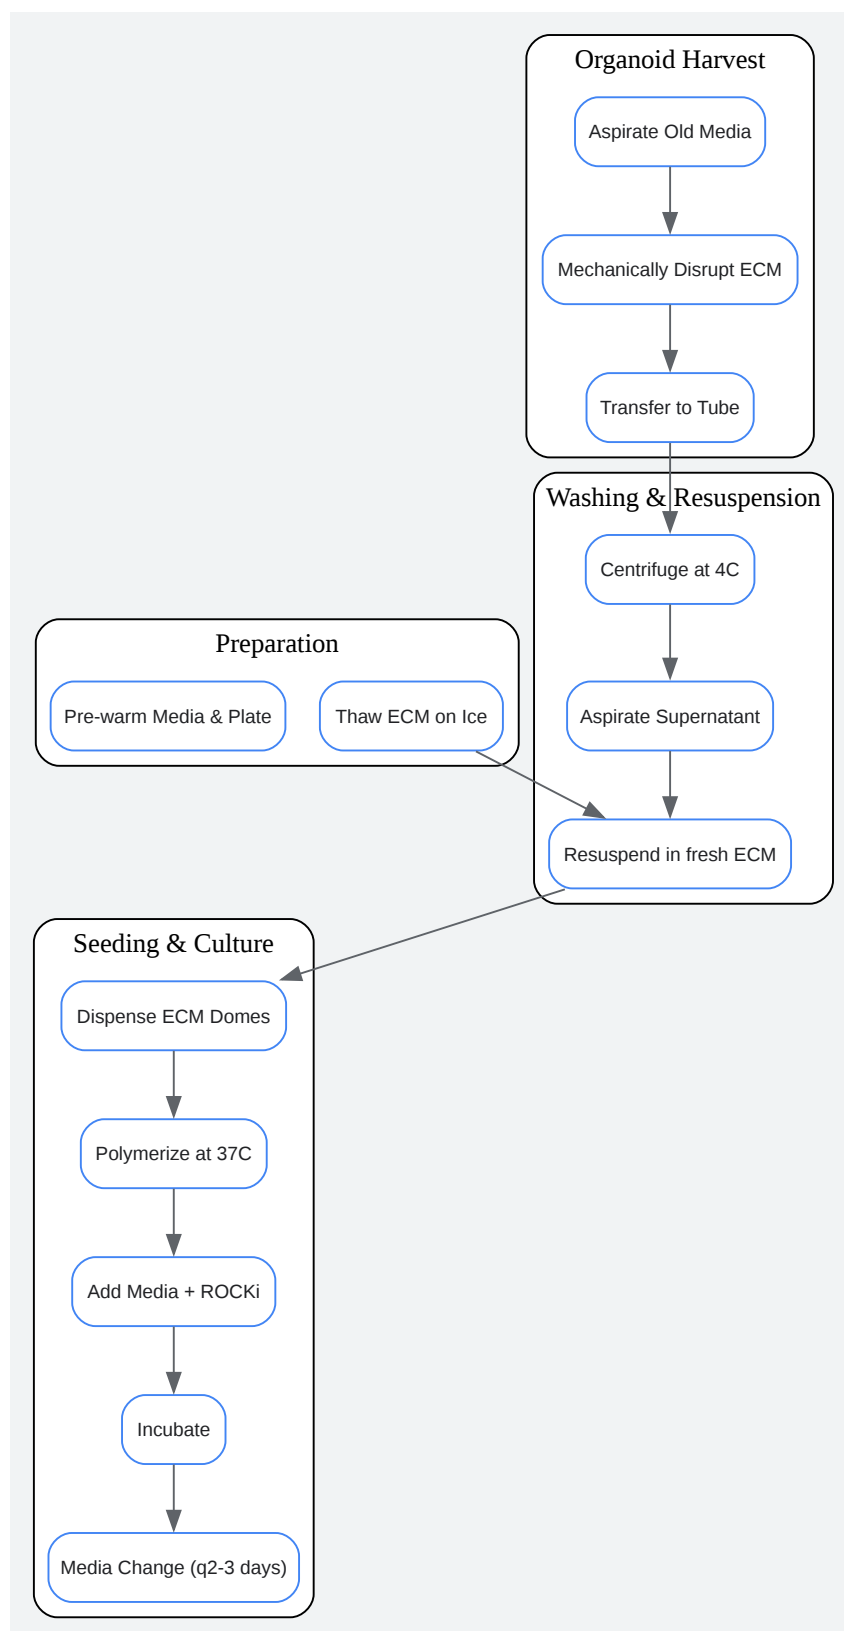 Organoid Harvest
Aspirate Old Media
Mechanically Disrupt ECM
Transfer to Tube
Washing & Resuspension
Centrifuge at 4C
Aspirate Supernatant
Resuspend in fresh ECM
Preparation
Pre-warm Media & Plate
Thaw ECM on Ice
Seeding & Culture
Dispense ECM Domes
Polymerize at 37C
Add Media + ROCKi
Incubate
Media Change (q2-3 days)